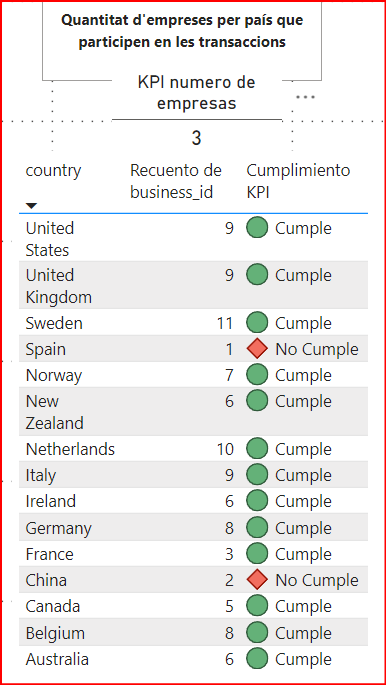 Quantitat d'empreses per país que
participen en les transaccions
KPI numero de
empresas
3
country Recuento de Cumplimiento
business_id KPI
United 9 Cumple
States
United 9 Cumple
Kingdom
Sweden 11 Cumple
Spain 1 No Cumple
Norway 7 Cumple
New 6 Cumple
Zealand
Netherlands 10 Cumple
Italy 9 Cumple
Ireland 6 Cumple
Germany 8 Cumple
France 3 Cumple
China 2 No Cumple
Canada 5 Cumple
Belgium 8 Cumple
Australia 6 Cumple